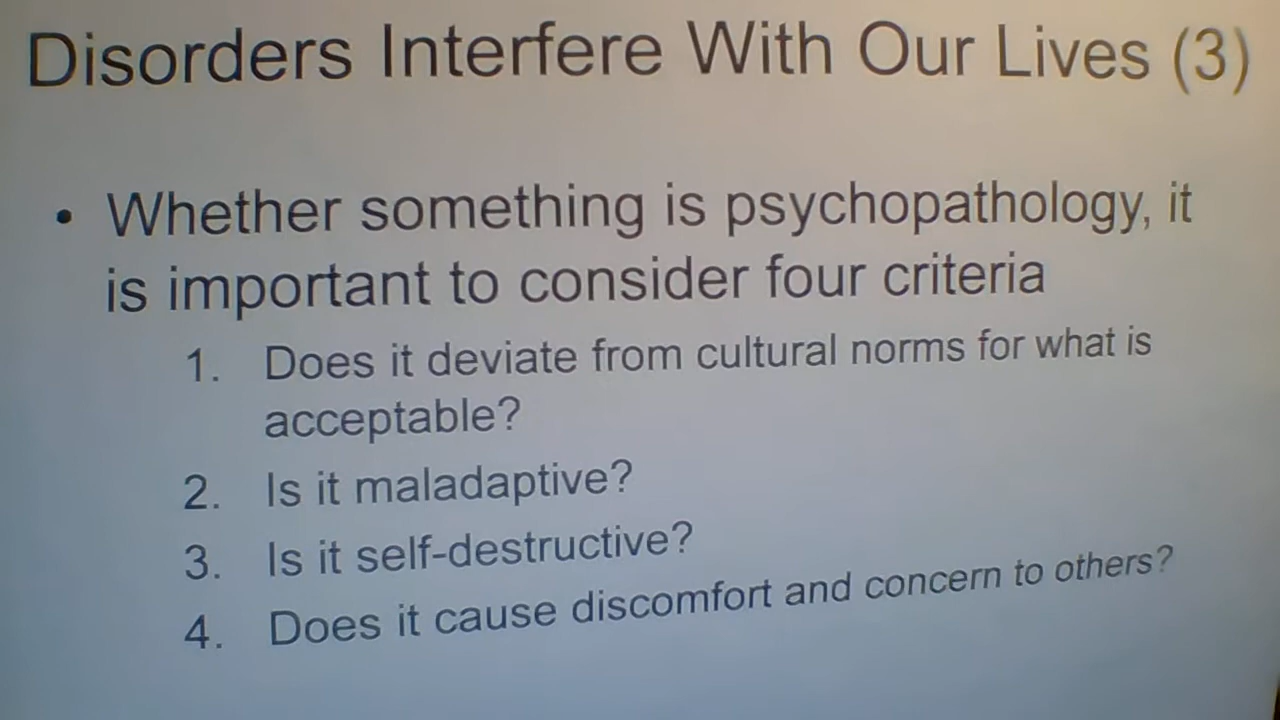 Disorders Interfere With Our Lives (3)
• Whether something is psychopathology, it
is important to consider four criteria
1. Does it deviate from cultural norms for what is
acceptable?
2. Is it maladaptive?
3. Is it self-destructive?
4. Does it cause discomfort and concern to others?